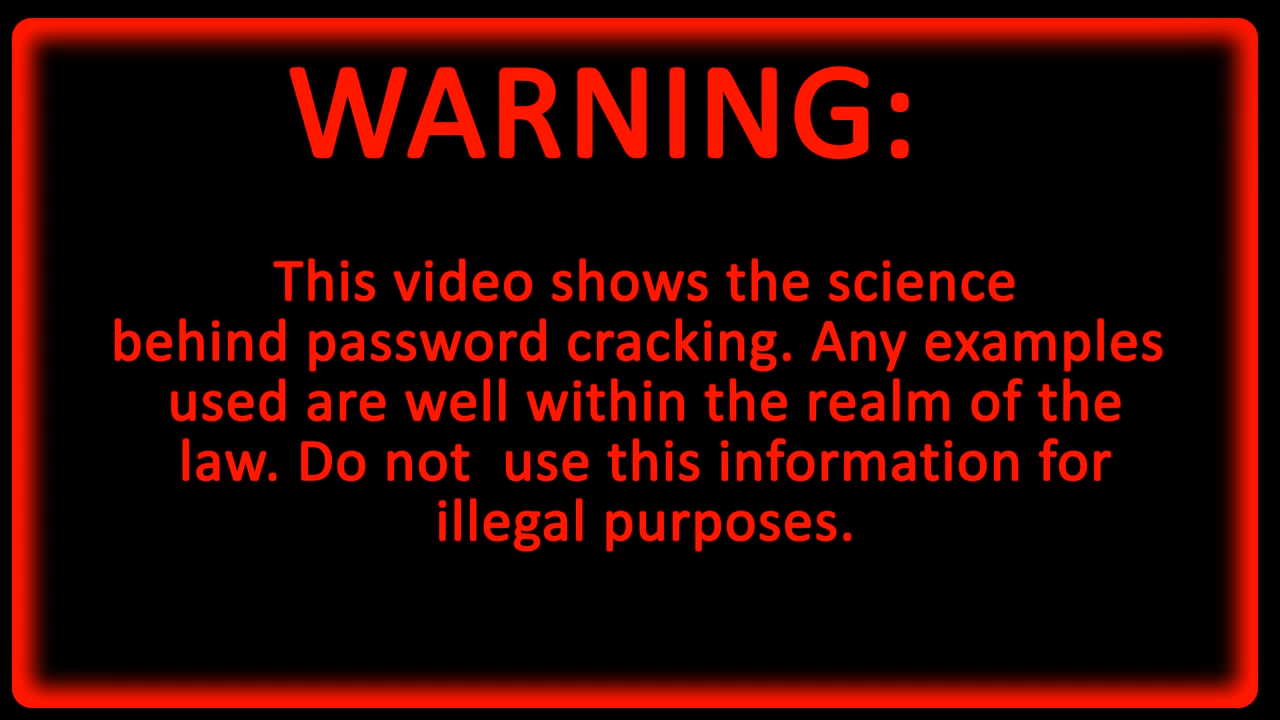 WARNING:
This video shows the science
behind password cracking. Any examples
used are well within the realm of the
law. Do not  use this information for
illegal purposes.